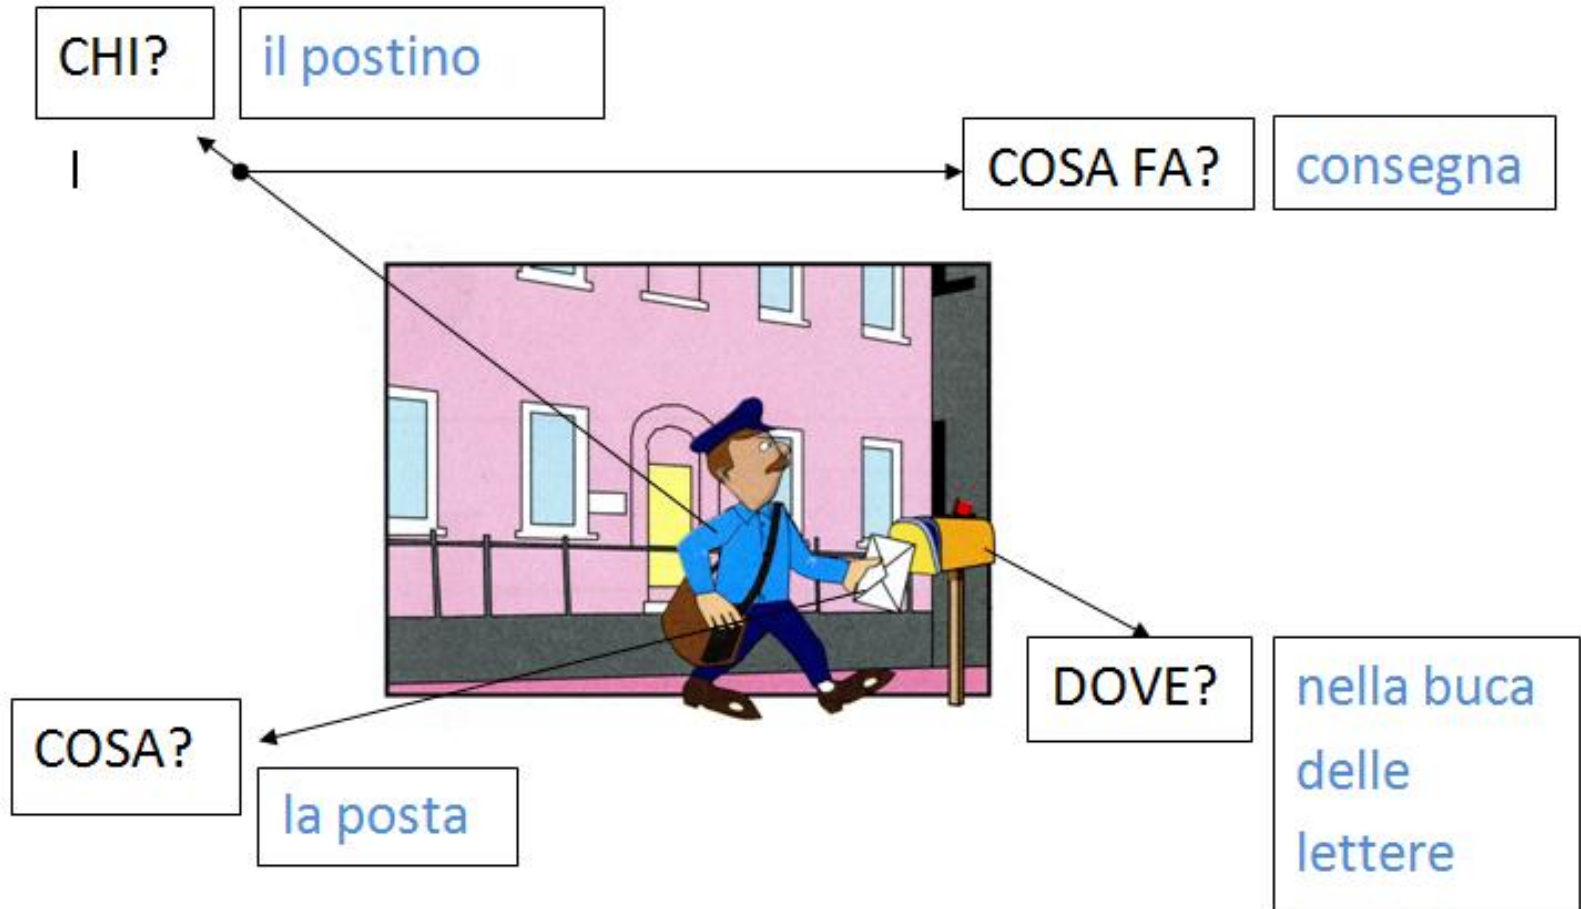 CHI?
il postino
I
COSA FA?
consegna
DOVE?
nella buca
delle
lettere
COSA?
la posta